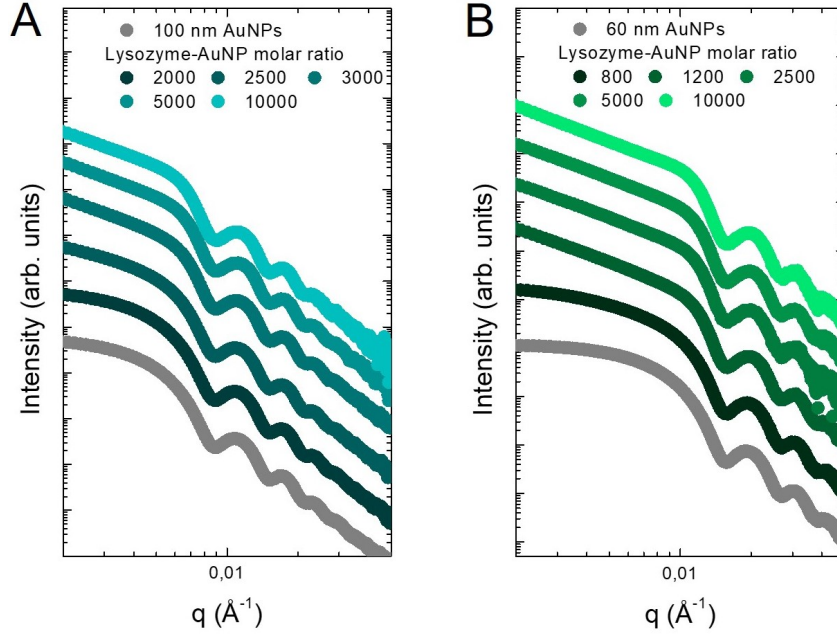 A
100 nm AuNPs
Lysozyme-AuNP molar ratio
2000 2500 3000
5000 10000
Intensity (arb. units)
0,01
q (Å⁻¹)
B
60 nm AuNPs
Lysozyme-AuNP molar ratio
800 1200 2500
5000 10000
Intensity (arb. units)
0,01
q (Å⁻¹)